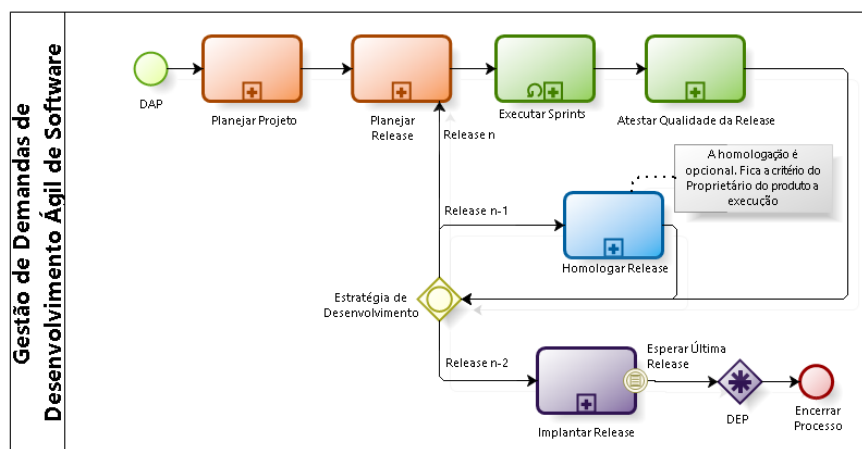 Gestão de Demandas de
Desenvolvimento Ágil de Software
DAP
Planejar Projeto
Planejar
Release
Executar Sprints
Atestar Qualidade da Release
Release n
A homologação é
opcional. Fica a critério do
Proprietário do produto a
execução
Release n-1
Homologar Release
Estratégia de
Desenvolvimento
Release n-2
Esperar Última
Release
Implantar Release
DEP
Encerrar
Processo